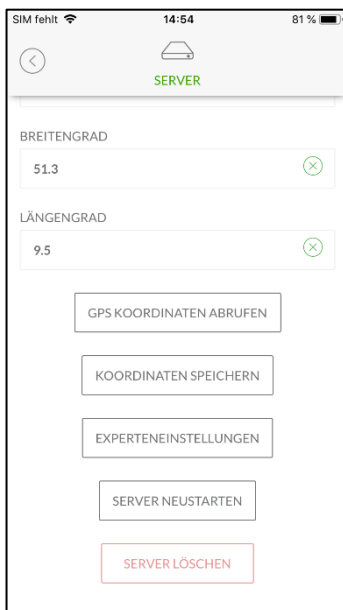 SIM fehlt 14:54 81 %
SERVER
BREITENGRAD
51.3
LÄNGENGRAD
9.5
GPS KOORDINATEN ABRUFEN
KOORDINATEN SPEICHERN
EXPERTENEINSTELLUNGEN
SERVER NEUSTARTEN
SERVER LÖSCHEN